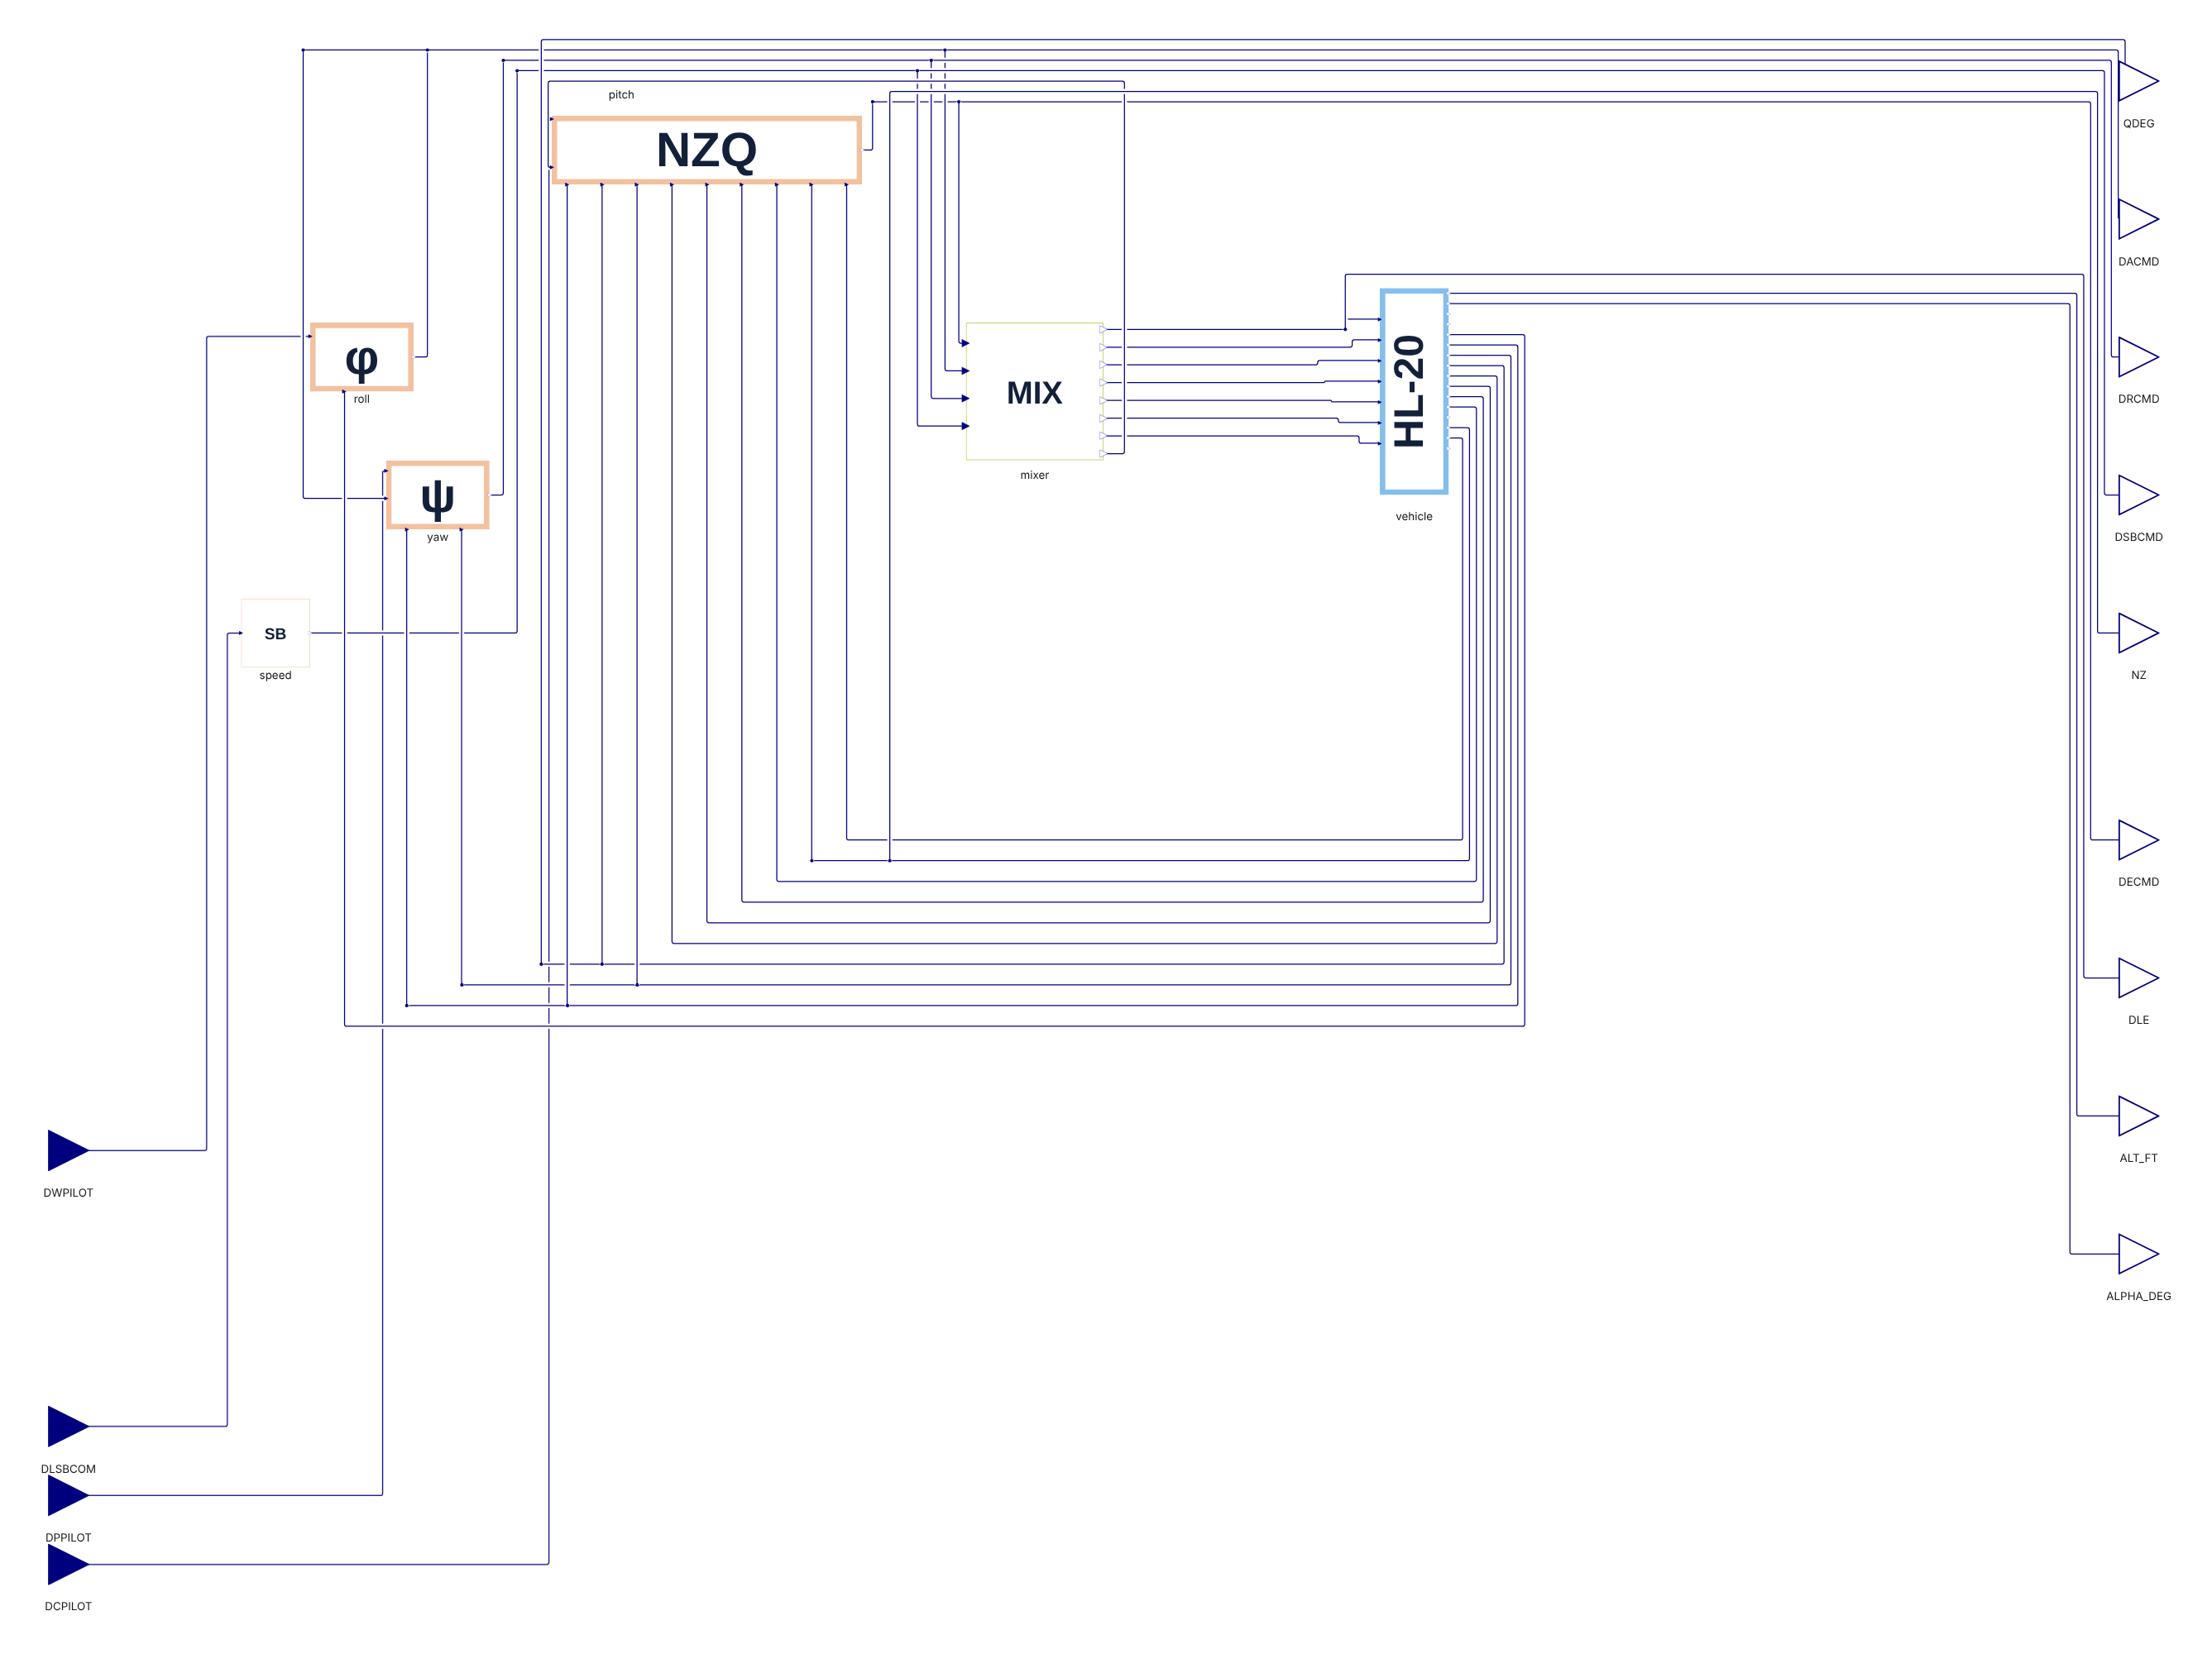 pitch
NZQ
QDEG
DACMD
φ
roll
MIX
mixer
HL-20
vehicle
DRCMD
ψ
yaw
DSBCMD
SB
speed
NZ
DECMD
DLE
DWPILOT
ALT_FT
ALPHA_DEG
DLSBCOM
DPPILOT
DCPILOT